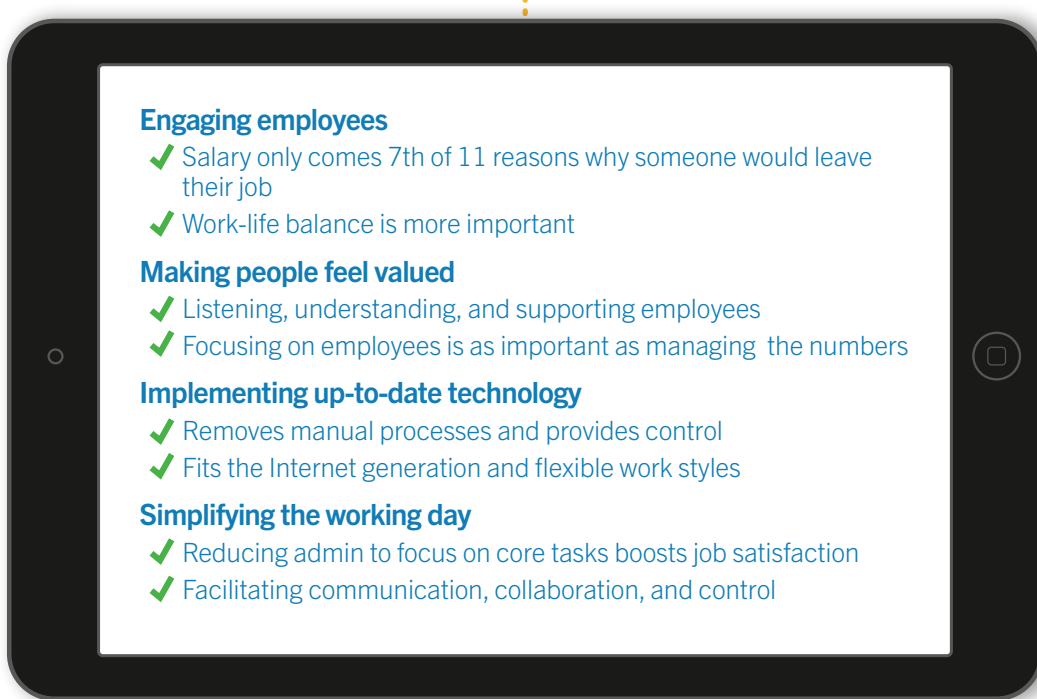 Engaging employees
Salary only comes 7th of 11 reasons why someone would leave
their job
Work-life balance is more important
Making people feel valued
Listening, understanding, and supporting employees
Focusing on employees is as important as managing  the numbers
Implementing up-to-date technology
Removes manual processes and provides control
Fits the Internet generation and flexible work styles
Simplifying the working day
Reducing admin to focus on core tasks boosts job satisfaction
Facilitating communication, collaboration, and control